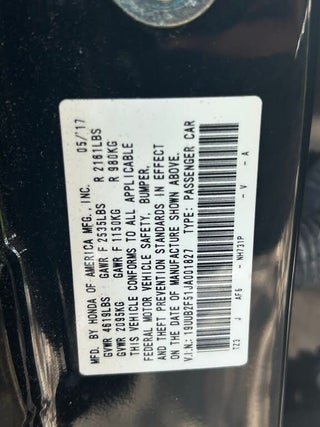 MFD. BY HONDA OF AMERICA MFG., INC. 05/'17
GVWR 4619LBS GAWR F 2535LBS R 2161LBS
GVWR 2095KG GAWR F 1150KG R 980KG
THIS VEHICLE CONFORMS TO ALL APPLICABLE
FEDERAL MOTOR VEHICLE SAFETY, BUMPER,
AND THEFT PREVENTION STANDARDS IN EFFECT
ON THE DATE OF MANUFACTURE SHOWN ABOVE.
19UUB2F51JA001827 TYPE: PASSENGER CAR
TZ3 J AF6 - NH731P - V - A